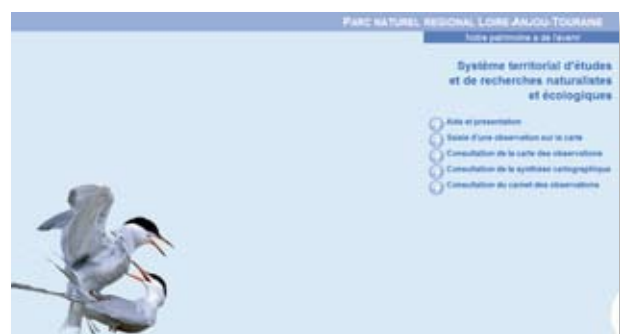 PARC NATUREL REGIONAL LOIRE-ANJOU-TOURAINE
Notre patrimoine a de l'avenir
Système territorial d'études
et de recherches naturalistes
et écologiques
Aide et présentation
Saisie d'une observation sur la carte
Consultation de la carte des observations
Consultation de la synthèse cartographique
Consultation du carnet des observations